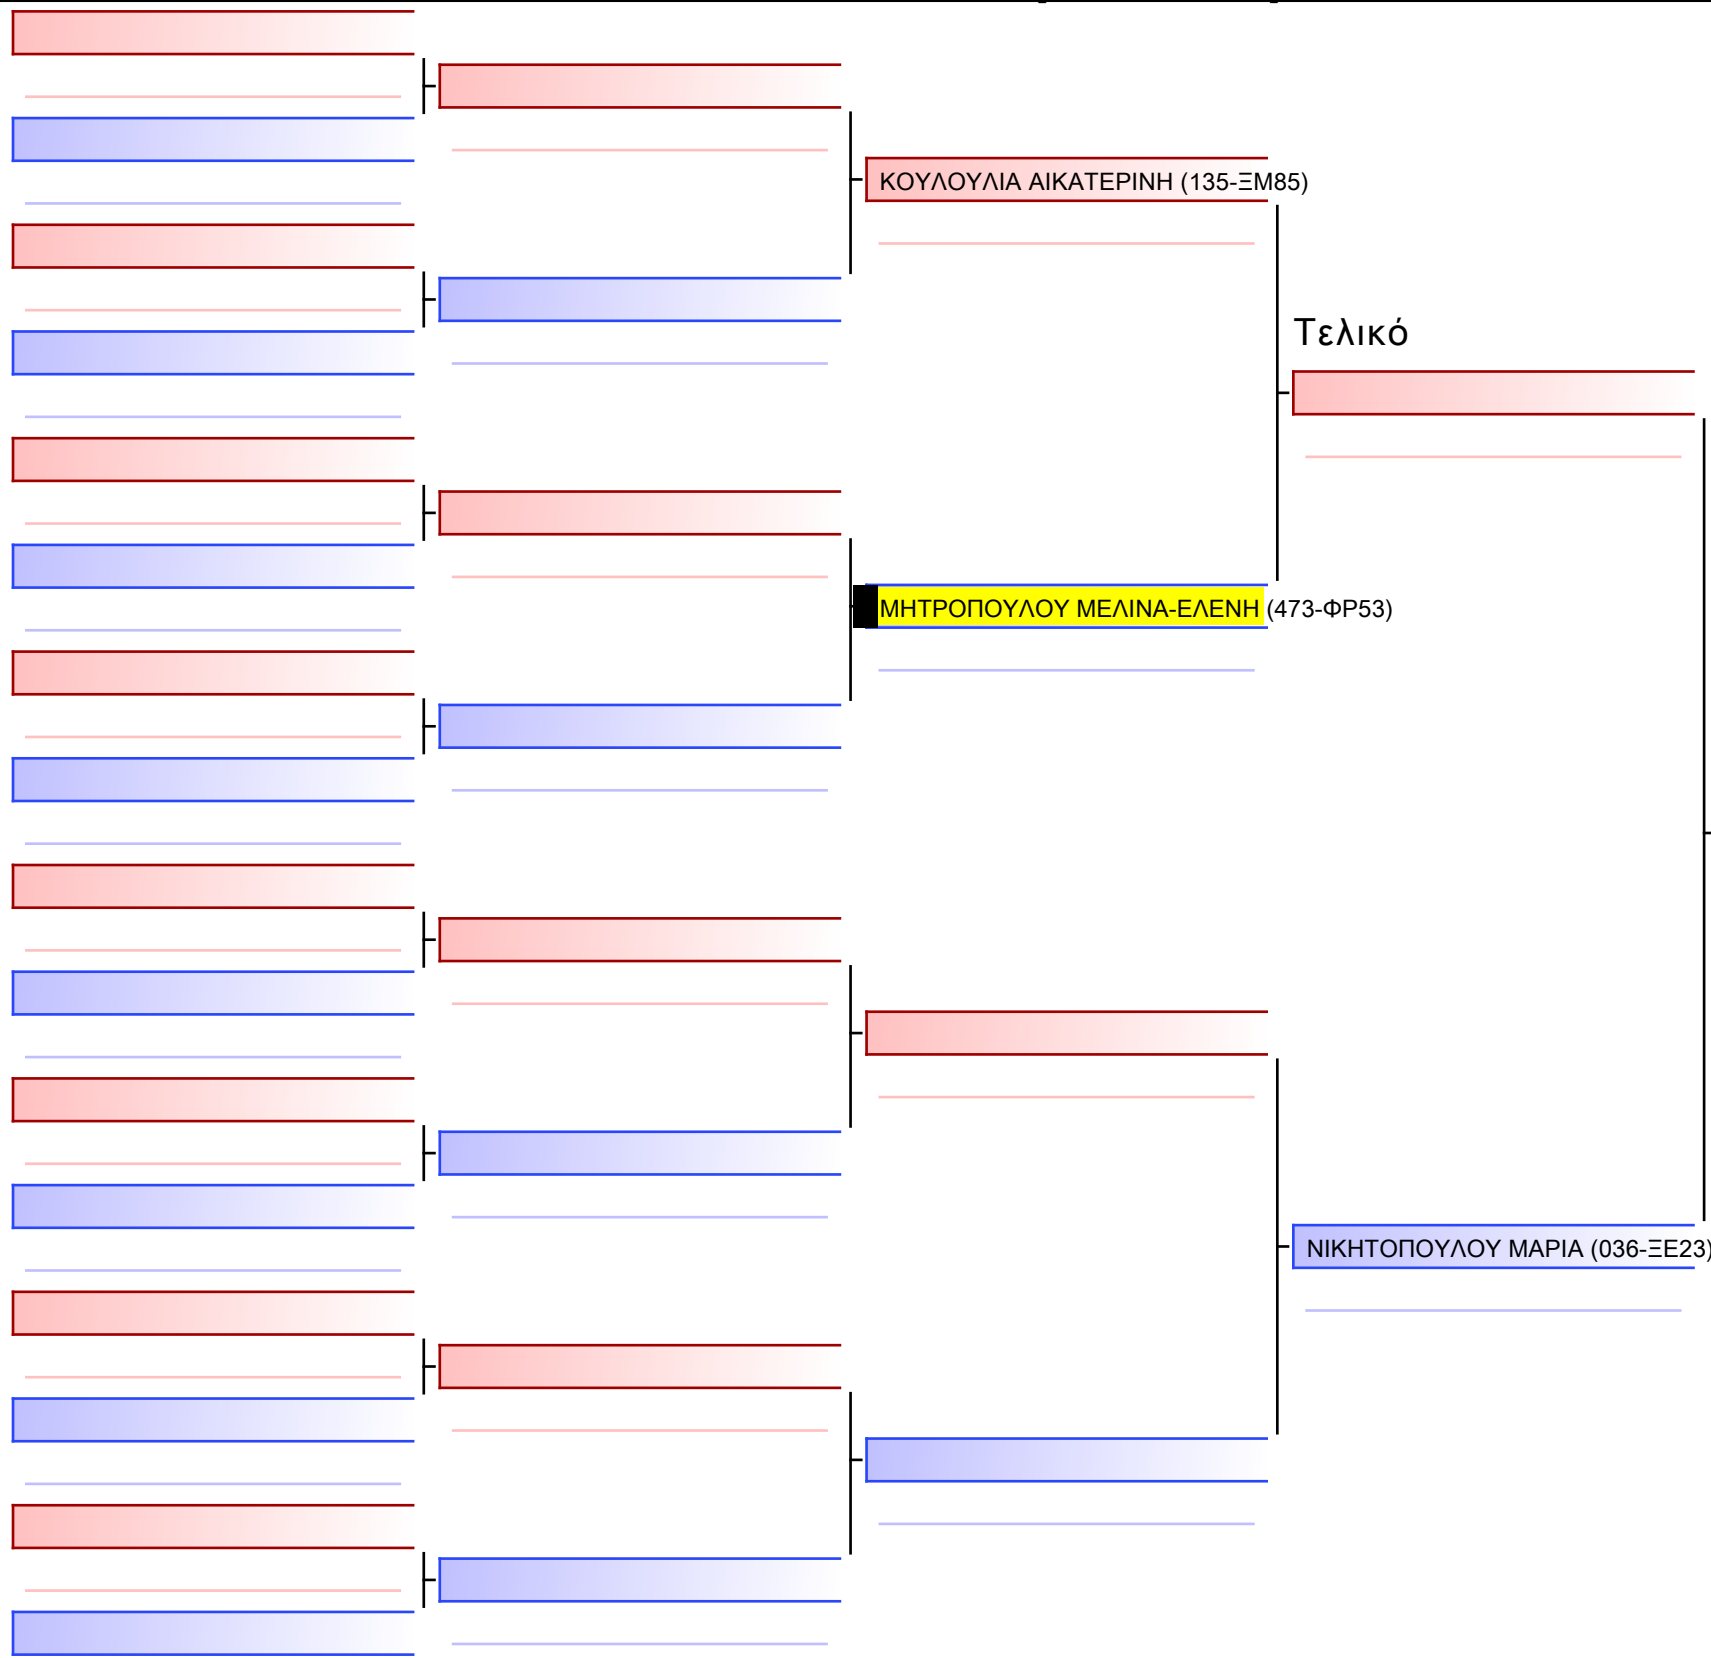 ΚΟΥΛΟΥΛΙΑ ΑΙΚΑΤΕΡΙΝΗ (135-ΞΜ85)
Τελικό
ΜΗΤΡΟΠΟΥΛΟΥ ΜΕΛΙΝΑ-ΕΛΕΝΗ (473-ΦΡ53)
ΝΙΚΗΤΟΠΟΥΛΟΥ ΜΑΡΙΑ (036-ΞΕ23)